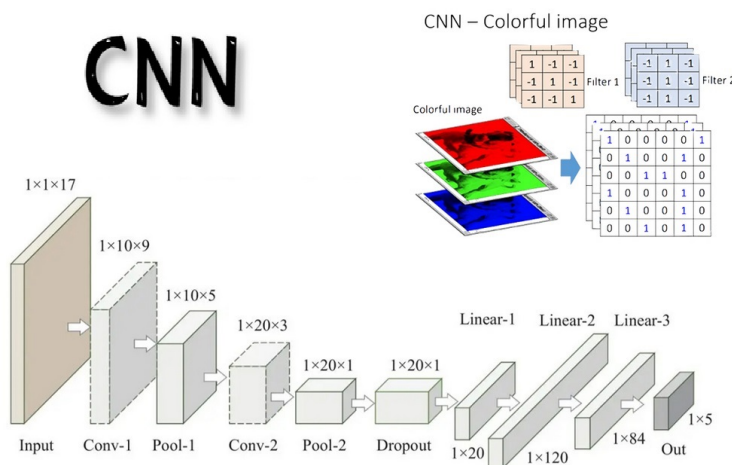 CNN
CNN – Colorful image
1 -1 -1
-1 1 -1
-1 -1 1
Filter 1
-1 1 -1
-1 1 -1
-1 1 -1
Filter 2
Colorful image
1 0 0 0 0 1
0 1 0 0 1 0
0 0 1 1 0 0
1 0 0 0 1 0
0 1 0 0 1 0
0 0 1 0 1 0
1×1×17
1×10×9
1×10×5
1×20×3
1×20×1
1×20×1
Linear-1
Linear-2
Linear-3
Input
Conv-1
Pool-1
Conv-2
Pool-2
Dropout
1×20
1×120
1×84
Out
1×5